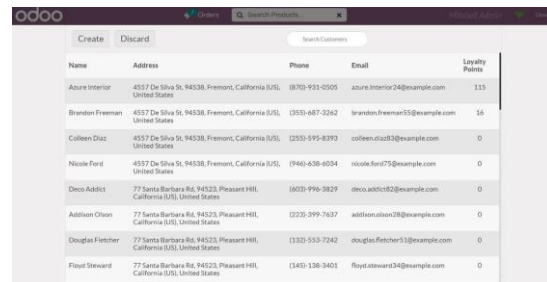 odoo Orders Search Products... × Mitchell Admin
Create Discard Search Customers
Name Address Phone Email Loyalty
Points
Azure Interior 4557 De Silva St, 94538, Fremont, California (US), (870)-931-0505 azure.Interior24@example.com 115
United States
Brandon Freeman 4557 De Silva St, 94538, Fremont, California (US), (355)-687-3262 brandon.freeman55@example.com 16
United States
Colleen Diaz 4557 De Silva St, 94538, Fremont, California (US), (255)-595-8393 colleen.diaz83@example.com 0
United States
Nicole Ford 4557 De Silva St, 94538, Fremont, California (US), (946)-638-6034 nicole.ford75@example.com 0
United States
Deco Addict 77 Santa Barbara Rd, 94523, Pleasant Hill, (603)-996-3829 deco.addict82@example.com 0
California (US), United States
Addison Olson 77 Santa Barbara Rd, 94523, Pleasant Hill, (223)-399-7637 addison.olson28@example.com 0
California (US), United States
Douglas Fletcher 77 Santa Barbara Rd, 94523, Pleasant Hill, (132)-553-7242 douglas.fletcher51@example.com 0
California (US), United States
Floyd Steward 77 Santa Barbara Rd, 94523, Pleasant Hill, (145)-138-3401 floyd.steward34@example.com 0
California (US), United States